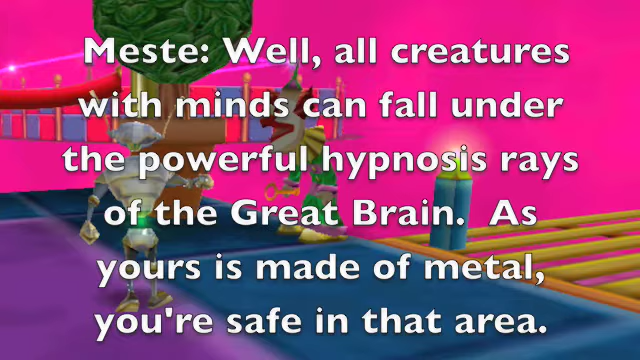 Meste: Well, all creatures
with minds can fall under
the powerful hypnosis rays
of the Great Brain.  As
yours is made of metal,
you're safe in that area.